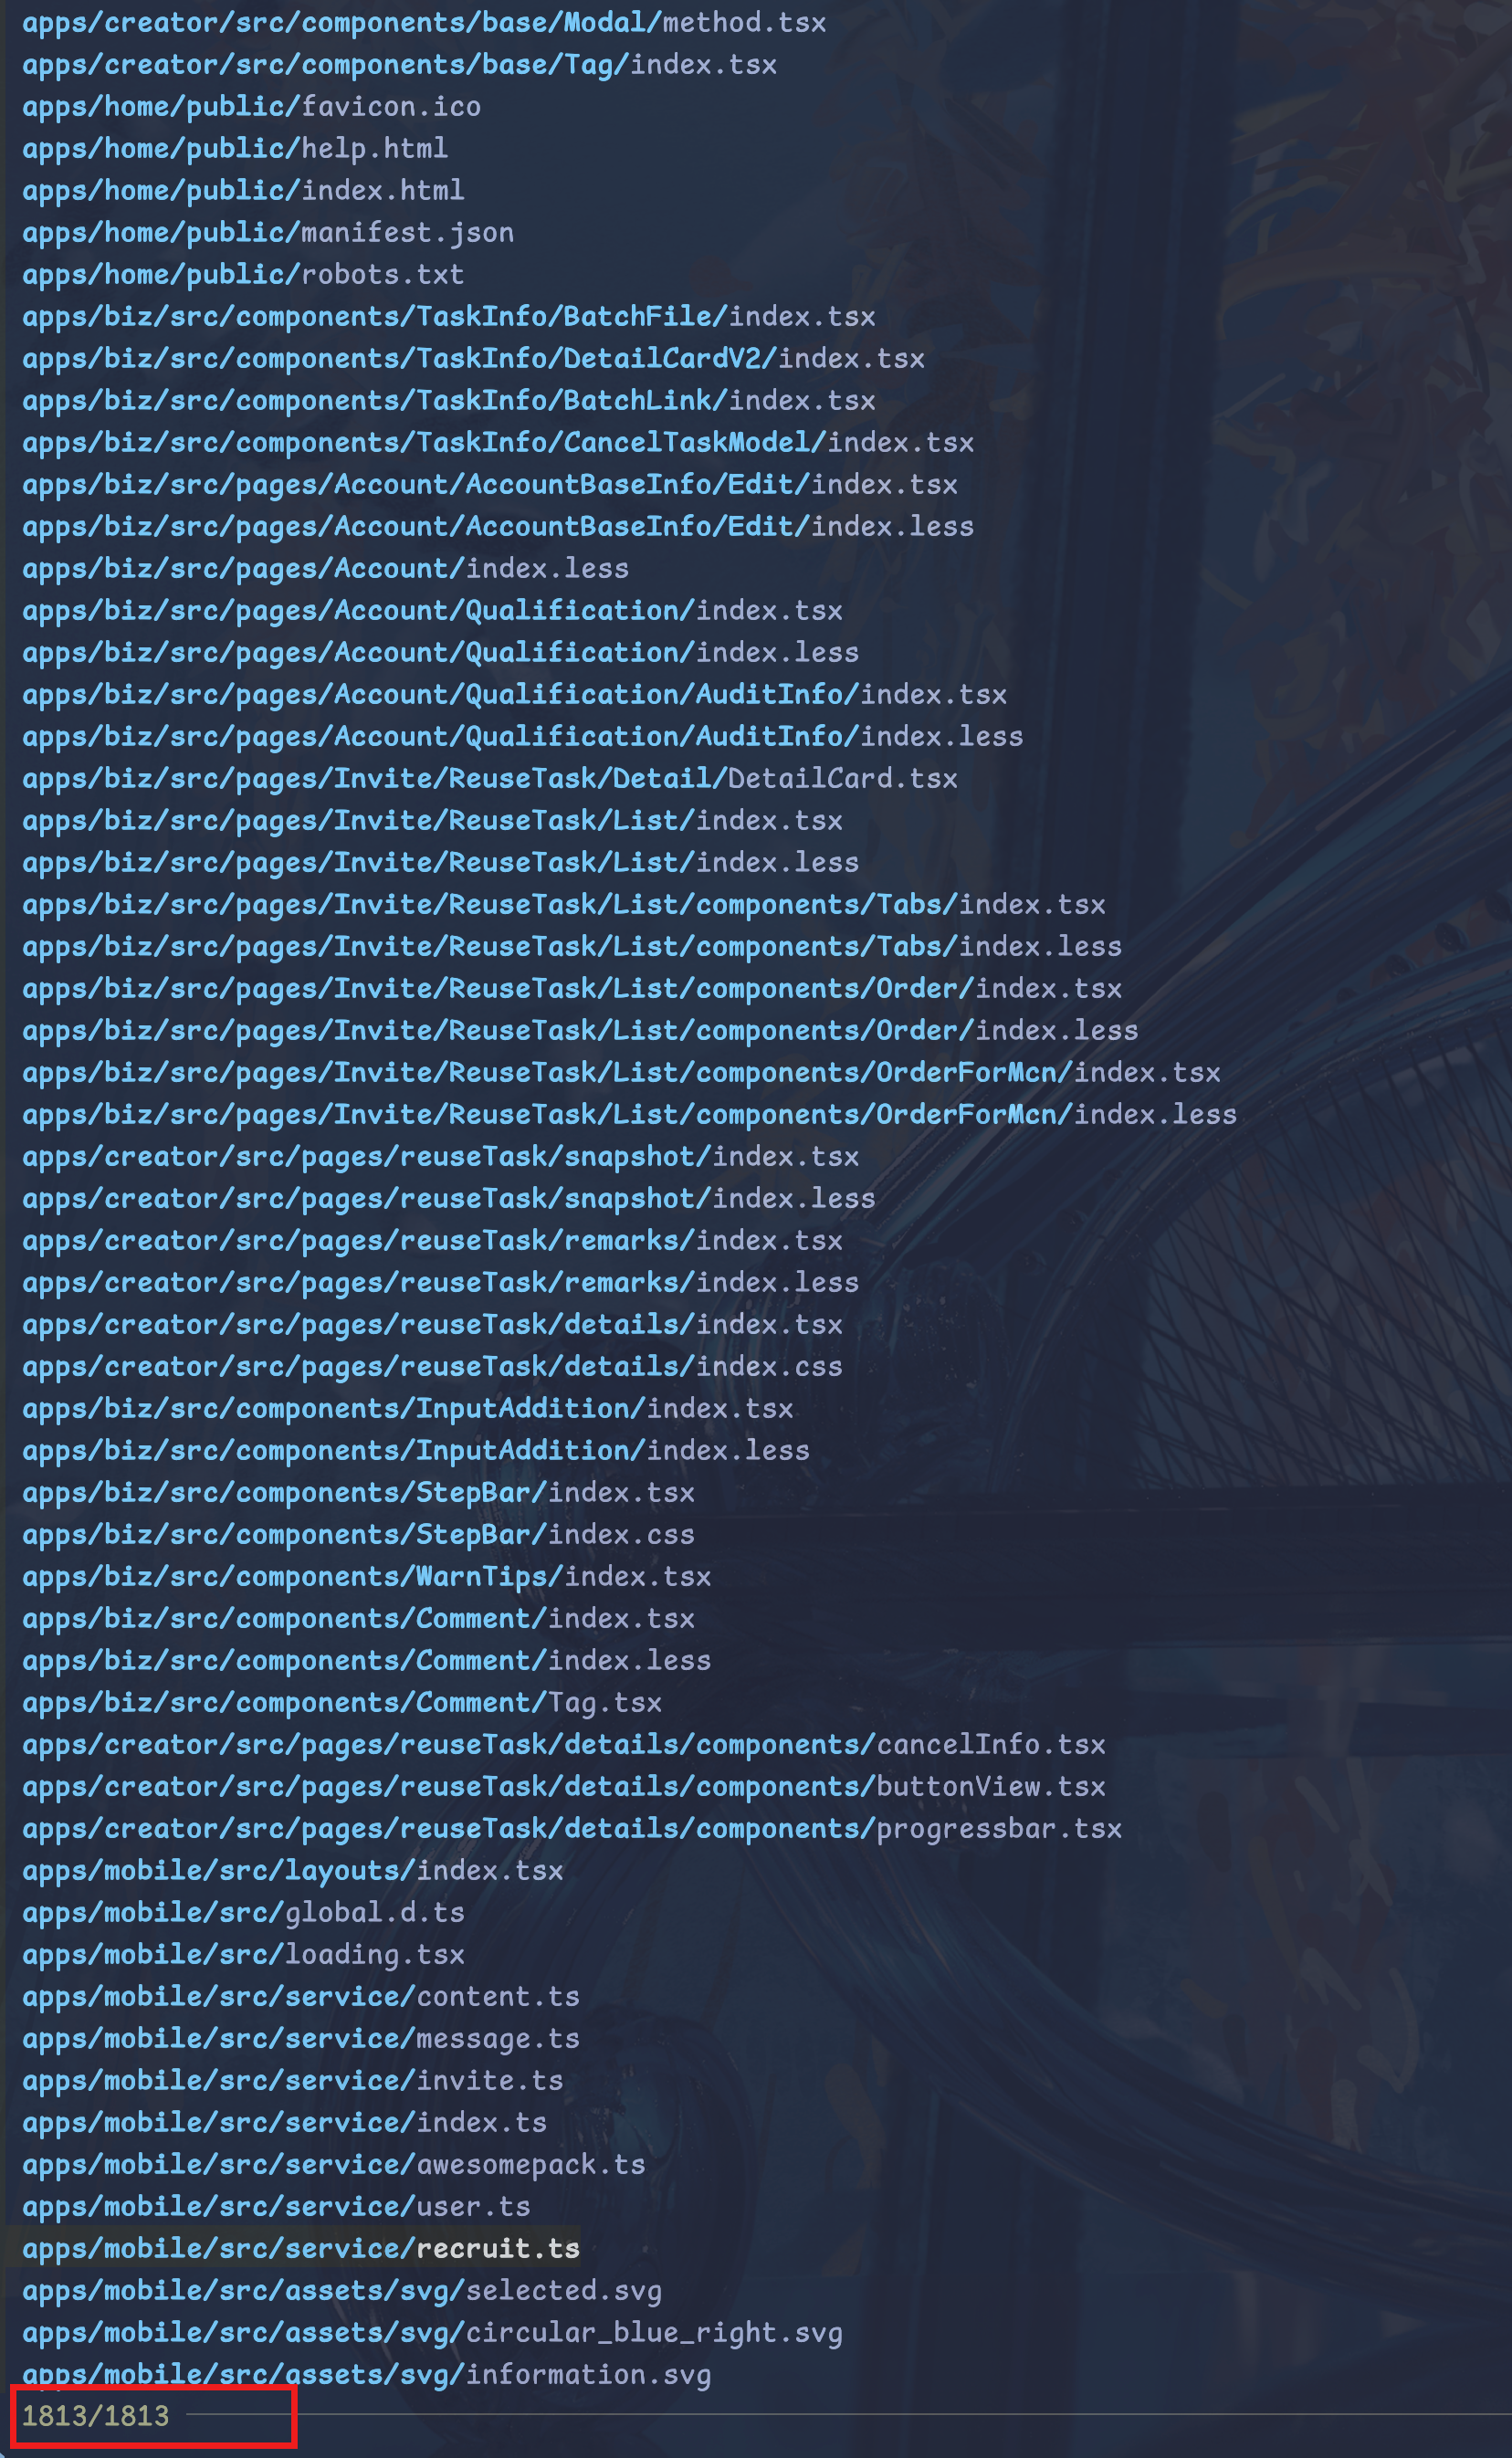 apps/creator/src/components/base/Modal/method.tsx
apps/creator/src/components/base/Tag/index.tsx
apps/home/public/favicon.ico
apps/home/public/help.html
apps/home/public/index.html
apps/home/public/manifest.json
apps/home/public/robots.txt
apps/biz/src/components/TaskInfo/BatchFile/index.tsx
apps/biz/src/components/TaskInfo/DetailCardV2/index.tsx
apps/biz/src/components/TaskInfo/BatchLink/index.tsx
apps/biz/src/components/TaskInfo/CancelTaskModel/index.tsx
apps/biz/src/pages/Account/AccountBaseInfo/Edit/index.tsx
apps/biz/src/pages/Account/AccountBaseInfo/Edit/index.less
apps/biz/src/pages/Account/index.less
apps/biz/src/pages/Account/Qualification/index.tsx
apps/biz/src/pages/Account/Qualification/index.less
apps/biz/src/pages/Account/Qualification/AuditInfo/index.tsx
apps/biz/src/pages/Account/Qualification/AuditInfo/index.less
apps/biz/src/pages/Invite/ReuseTask/Detail/DetailCard.tsx
apps/biz/src/pages/Invite/ReuseTask/List/index.tsx
apps/biz/src/pages/Invite/ReuseTask/List/index.less
apps/biz/src/pages/Invite/ReuseTask/List/components/Tabs/index.tsx
apps/biz/src/pages/Invite/ReuseTask/List/components/Tabs/index.less
apps/biz/src/pages/Invite/ReuseTask/List/components/Order/index.tsx
apps/biz/src/pages/Invite/ReuseTask/List/components/Order/index.less
apps/biz/src/pages/Invite/ReuseTask/List/components/OrderForMcn/index.tsx
apps/biz/src/pages/Invite/ReuseTask/List/components/OrderForMcn/index.less
apps/creator/src/pages/reuseTask/snapshot/index.tsx
apps/creator/src/pages/reuseTask/snapshot/index.less
apps/creator/src/pages/reuseTask/remarks/index.tsx
apps/creator/src/pages/reuseTask/remarks/index.less
apps/creator/src/pages/reuseTask/details/index.tsx
apps/creator/src/pages/reuseTask/details/index.css
apps/biz/src/components/InputAddition/index.tsx
apps/biz/src/components/InputAddition/index.less
apps/biz/src/components/StepBar/index.tsx
apps/biz/src/components/StepBar/index.css
apps/biz/src/components/WarnTips/index.tsx
apps/biz/src/components/Comment/index.tsx
apps/biz/src/components/Comment/index.less
apps/biz/src/components/Comment/Tag.tsx
apps/creator/src/pages/reuseTask/details/components/cancelInfo.tsx
apps/creator/src/pages/reuseTask/details/components/buttonView.tsx
apps/creator/src/pages/reuseTask/details/components/progressbar.tsx
apps/mobile/src/layouts/index.tsx
apps/mobile/src/global.d.ts
apps/mobile/src/loading.tsx
apps/mobile/src/service/content.ts
apps/mobile/src/service/message.ts
apps/mobile/src/service/invite.ts
apps/mobile/src/service/index.ts
apps/mobile/src/service/awesomepack.ts
apps/mobile/src/service/user.ts
apps/mobile/src/service/recruit.ts
apps/mobile/src/assets/svg/selected.svg
apps/mobile/src/assets/svg/circular_blue_right.svg
apps/mobile/src/assets/svg/information.svg
1813/1813